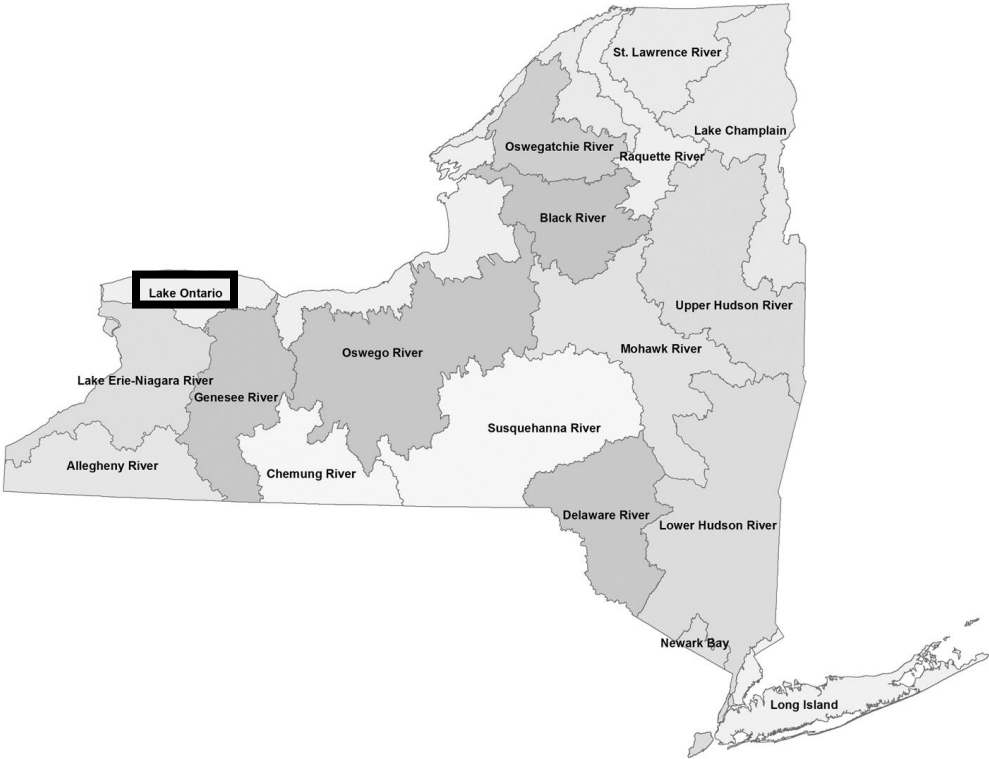 St. Lawrence River
Lake Champlain
Oswegatchie River
Raquette River
Black River
Lake Ontario
Upper Hudson River
Mohawk River
Oswego River
Lake Erie-Niagara River
Genesee River
Susquehanna River
Allegheny River
Chemung River
Delaware River
Lower Hudson River
Newark Bay
Long Island